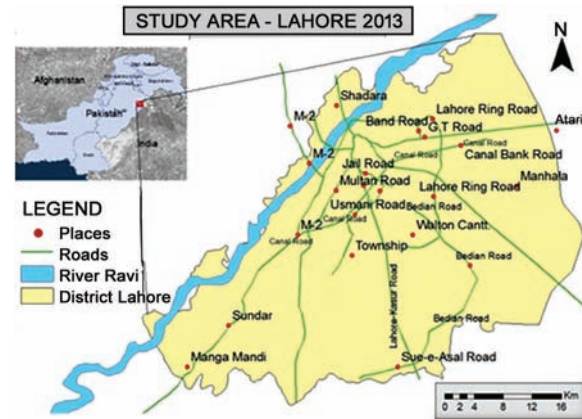 STUDY AREA - LAHORE 2013
N
Afghanistan
Pakistan
India
Shadara
M-2
Lahore Ring Road
Band Road
G.T Road
Atari
Canal Road
Canal Road
Canal Bank Road
M-2
Jail Road
Multan Road
Lahore Ring Road
Manhala
Bedian Road
Usmani Road
Canal Road
M-2
Canal Road
Walton Cantt.
Township
Bedian Road
Lahore-Kasur Road
Bedian Road
Sundar
Manga Mandi
Sue-e-Asal Road
LEGEND
Places
Roads
River Ravi
District Lahore
Km
0 2 4 8 12 16